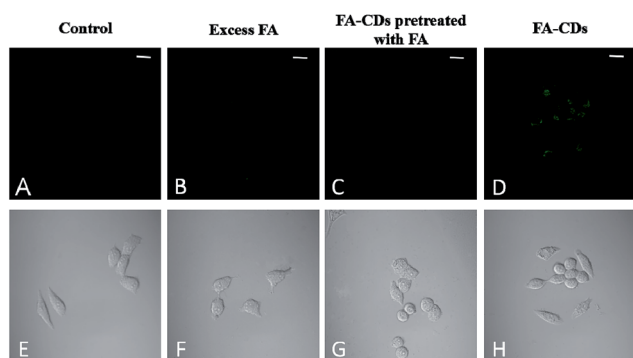 Control
Excess FA
FA-CDs pretreated
with FA
FA-CDs
A
B
C
D
E
F
G
H